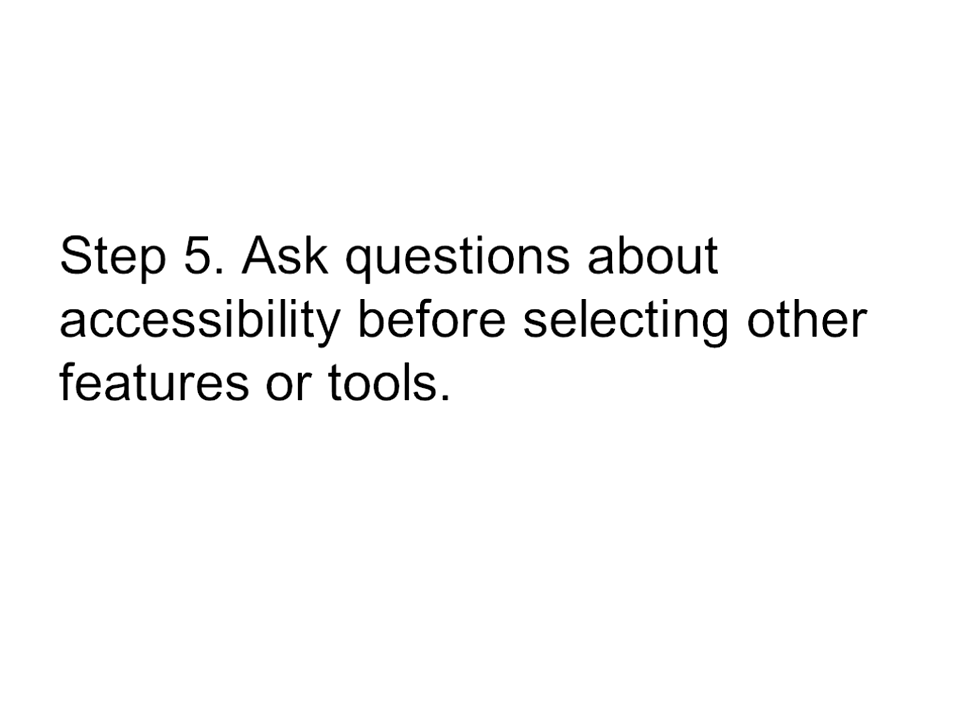 Step 5. Ask questions about
accessibility before selecting other
features or tools.